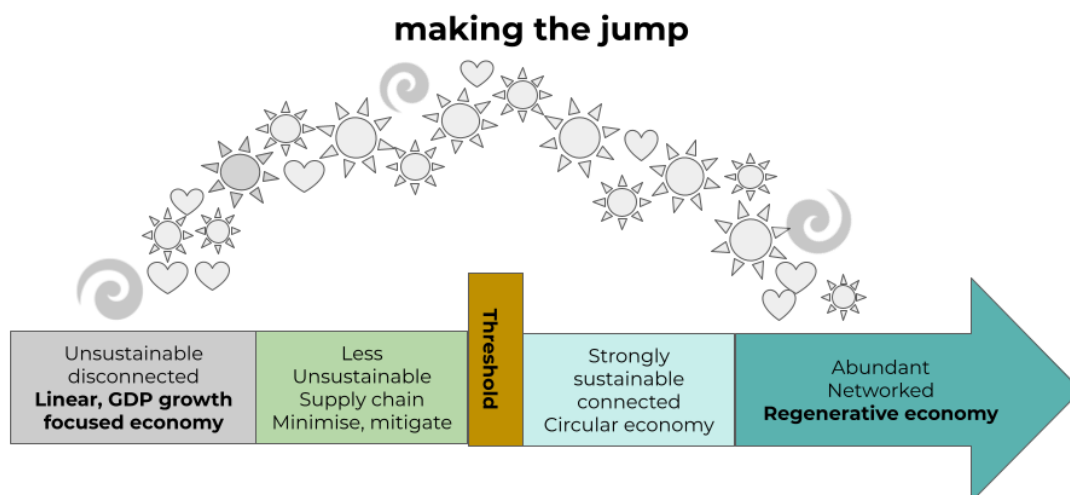 making the jump
Unsustainable
disconnected
Linear, GDP growth
focused economy
Less
Unsustainable
Supply chain
Minimise, mitigate
Threshold
Strongly
sustainable
connected
Circular economy
Abundant
Networked
Regenerative economy